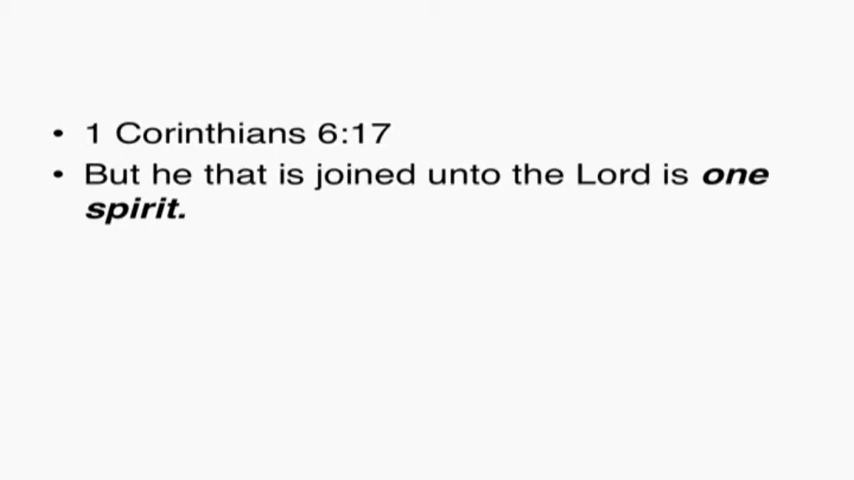 • 1 Corinthians 6:17
• But he that is joined unto the Lord is one
spirit.